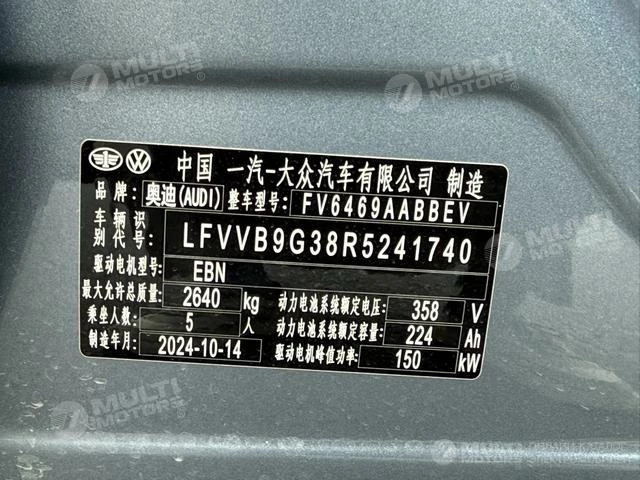 MULTI MOTORS
MULTI MOTORS
中国 一汽-大众汽车有限公司 制造
品牌: 奥迪(AUDI) 整车型号: FV6469AABBEV
车辆识别代号: LFVVB9G38R5241740
驱动电机型号: EBN
最大允许总质量: 2640 kg 动力电池系统额定电压: 358 V
乘坐人数: 5 人 动力电池系统额定容量: 224 Ah
制造年月: 2024-10-14 驱动电机峰值功率: 150 kW
MULTI MOTORS
MULTI MOTORS